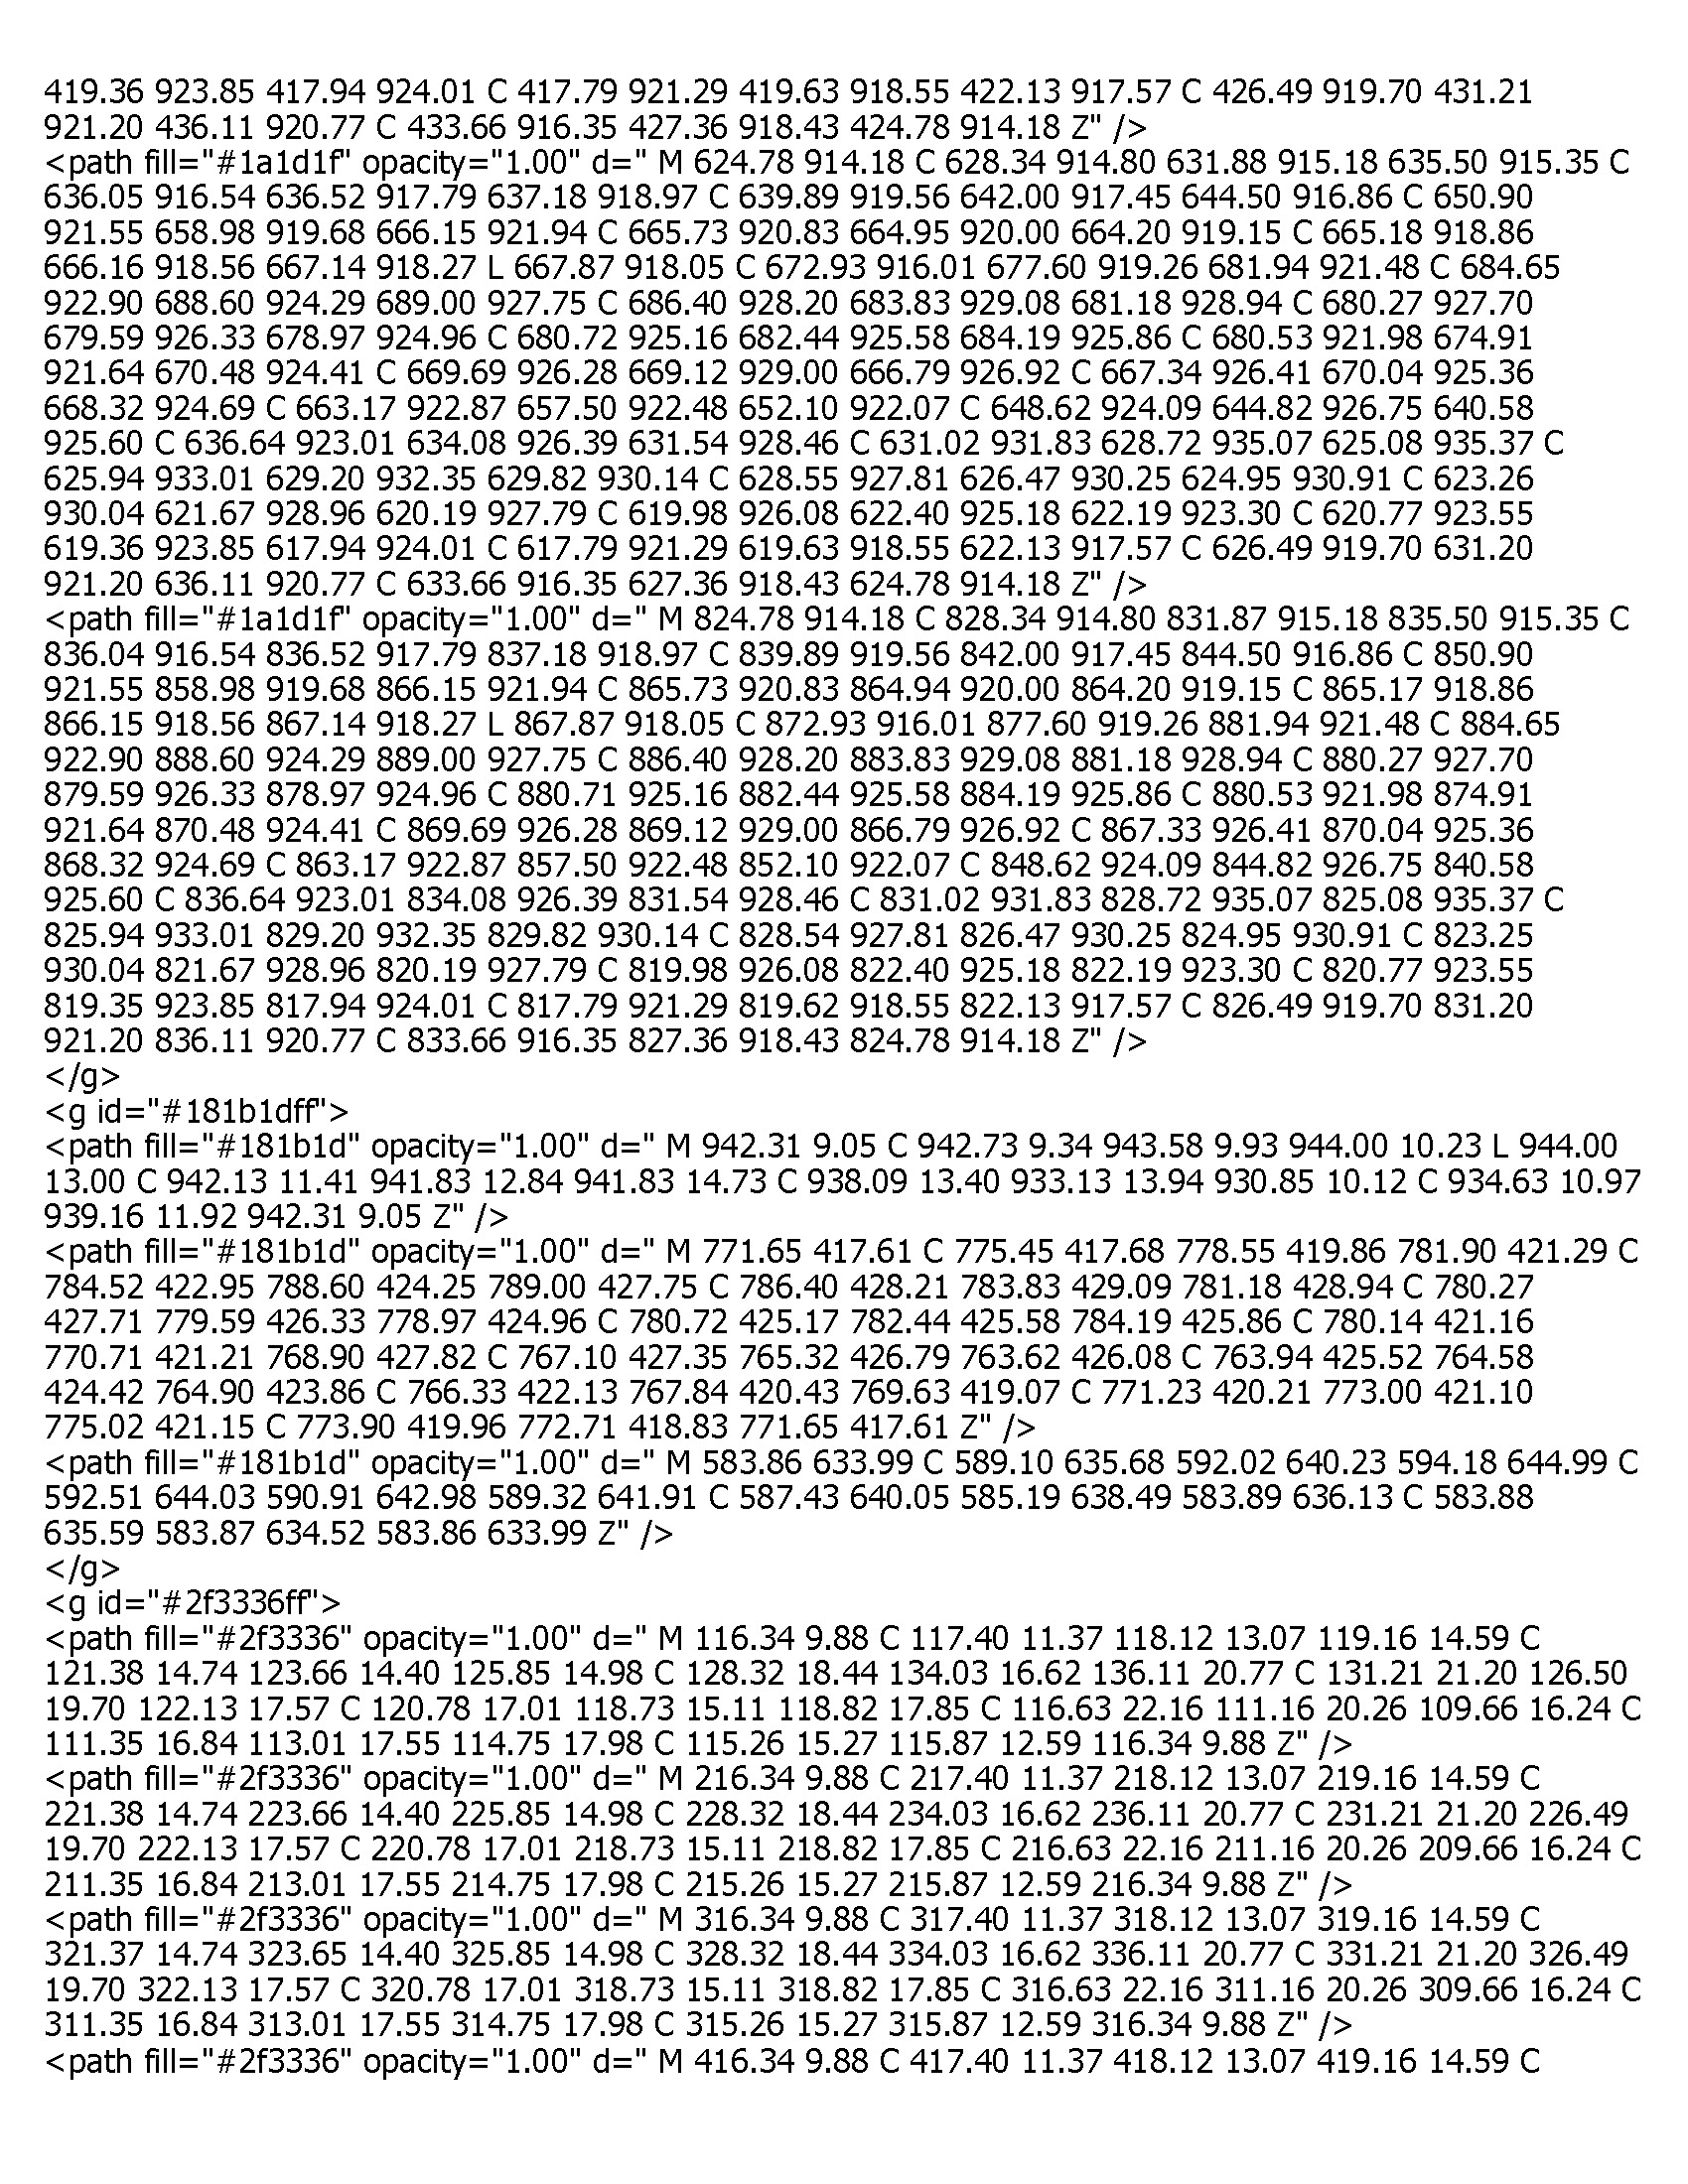 419.36 923.85 417.94 924.01 C 417.79 921.29 419.63 918.55 422.13 917.57 C 426.49 919.70 431.21
921.20 436.11 920.77 C 433.66 916.35 427.36 918.43 424.78 914.18 Z" />
<path fill="#1a1d1f" opacity="1.00" d=" M 624.78 914.18 C 628.34 914.80 631.88 915.18 635.50 915.35 C
636.05 916.54 636.52 917.79 637.18 918.97 C 639.89 919.56 642.00 917.45 644.50 916.86 C 650.90
921.55 658.98 919.68 666.15 921.94 C 665.73 920.83 664.95 920.00 664.20 919.15 C 665.18 918.86
666.16 918.56 667.14 918.27 L 667.87 918.05 C 672.93 916.01 677.60 919.26 681.94 921.48 C 684.65
922.90 688.60 924.29 689.00 927.75 C 686.40 928.20 683.83 929.08 681.18 928.94 C 680.27 927.70
679.59 926.33 678.97 924.96 C 680.72 925.16 682.44 925.58 684.19 925.86 C 680.53 921.98 674.91
921.64 670.48 924.41 C 669.69 926.28 669.12 929.00 666.79 926.92 C 667.34 926.41 670.04 925.36
668.32 924.69 C 663.17 922.87 657.50 922.48 652.10 922.07 C 648.62 924.09 644.82 926.75 640.58
925.60 C 636.64 923.01 634.08 926.39 631.54 928.46 C 631.02 931.83 628.72 935.07 625.08 935.37 C
625.94 933.01 629.20 932.35 629.82 930.14 C 628.55 927.81 626.47 930.25 624.95 930.91 C 623.26
930.04 621.67 928.96 620.19 927.79 C 619.98 926.08 622.40 925.18 622.19 923.30 C 620.77 923.55
619.36 923.85 617.94 924.01 C 617.79 921.29 619.63 918.55 622.13 917.57 C 626.49 919.70 631.20
921.20 636.11 920.77 C 633.66 916.35 627.36 918.43 624.78 914.18 Z" />
<path fill="#1a1d1f" opacity="1.00" d=" M 824.78 914.18 C 828.34 914.80 831.87 915.18 835.50 915.35 C
836.04 916.54 836.52 917.79 837.18 918.97 C 839.89 919.56 842.00 917.45 844.50 916.86 C 850.90
921.55 858.98 919.68 866.15 921.94 C 865.73 920.83 864.94 920.00 864.20 919.15 C 865.17 918.86
866.15 918.56 867.14 918.27 L 867.87 918.05 C 872.93 916.01 877.60 919.26 881.94 921.48 C 884.65
922.90 888.60 924.29 889.00 927.75 C 886.40 928.20 883.83 929.08 881.18 928.94 C 880.27 927.70
879.59 926.33 878.97 924.96 C 880.71 925.16 882.44 925.58 884.19 925.86 C 880.53 921.98 874.91
921.64 870.48 924.41 C 869.69 926.28 869.12 929.00 866.79 926.92 C 867.33 926.41 870.04 925.36
868.32 924.69 C 863.17 922.87 857.50 922.48 852.10 922.07 C 848.62 924.09 844.82 926.75 840.58
925.60 C 836.64 923.01 834.08 926.39 831.54 928.46 C 831.02 931.83 828.72 935.07 825.08 935.37 C
825.94 933.01 829.20 932.35 829.82 930.14 C 828.54 927.81 826.47 930.25 824.95 930.91 C 823.25
930.04 821.67 928.96 820.19 927.79 C 819.98 926.08 822.40 925.18 822.19 923.30 C 820.77 923.55
819.35 923.85 817.94 924.01 C 817.79 921.29 819.62 918.55 822.13 917.57 C 826.49 919.70 831.20
921.20 836.11 920.77 C 833.66 916.35 827.36 918.43 824.78 914.18 Z" />
</g>
<g id="#181b1dff">
<path fill="#181b1d" opacity="1.00" d=" M 942.31 9.05 C 942.73 9.34 943.58 9.93 944.00 10.23 L 944.00
13.00 C 942.13 11.41 941.83 12.84 941.83 14.73 C 938.09 13.40 933.13 13.94 930.85 10.12 C 934.63 10.97
939.16 11.92 942.31 9.05 Z" />
<path fill="#181b1d" opacity="1.00" d=" M 771.65 417.61 C 775.45 417.68 778.55 419.86 781.90 421.29 C
784.52 422.95 788.60 424.25 789.00 427.75 C 786.40 428.21 783.83 429.09 781.18 428.94 C 780.27
427.71 779.59 426.33 778.97 424.96 C 780.72 425.17 782.44 425.58 784.19 425.86 C 780.14 421.16
770.71 421.21 768.90 427.82 C 767.10 427.35 765.32 426.79 763.62 426.08 C 763.94 425.52 764.58
424.42 764.90 423.86 C 766.33 422.13 767.84 420.43 769.63 419.07 C 771.23 420.21 773.00 421.10
775.02 421.15 C 773.90 419.96 772.71 418.83 771.65 417.61 Z" />
<path fill="#181b1d" opacity="1.00" d=" M 583.86 633.99 C 589.10 635.68 592.02 640.23 594.18 644.99 C
592.51 644.03 590.91 642.98 589.32 641.91 C 587.43 640.05 585.19 638.49 583.89 636.13 C 583.88
635.59 583.87 634.52 583.86 633.99 Z" />
</g>
<g id="#2f3336ff">
<path fill="#2f3336" opacity="1.00" d=" M 116.34 9.88 C 117.40 11.37 118.12 13.07 119.16 14.59 C
121.38 14.74 123.66 14.40 125.85 14.98 C 128.32 18.44 134.03 16.62 136.11 20.77 C 131.21 21.20 126.50
19.70 122.13 17.57 C 120.78 17.01 118.73 15.11 118.82 17.85 C 116.63 22.16 111.16 20.26 109.66 16.24 C
111.35 16.84 113.01 17.55 114.75 17.98 C 115.26 15.27 115.87 12.59 116.34 9.88 Z" />
<path fill="#2f3336" opacity="1.00" d=" M 216.34 9.88 C 217.40 11.37 218.12 13.07 219.16 14.59 C
221.38 14.74 223.66 14.40 225.85 14.98 C 228.32 18.44 234.03 16.62 236.11 20.77 C 231.21 21.20 226.49
19.70 222.13 17.57 C 220.78 17.01 218.73 15.11 218.82 17.85 C 216.63 22.16 211.16 20.26 209.66 16.24 C
211.35 16.84 213.01 17.55 214.75 17.98 C 215.26 15.27 215.87 12.59 216.34 9.88 Z" />
<path fill="#2f3336" opacity="1.00" d=" M 316.34 9.88 C 317.40 11.37 318.12 13.07 319.16 14.59 C
321.37 14.74 323.65 14.40 325.85 14.98 C 328.32 18.44 334.03 16.62 336.11 20.77 C 331.21 21.20 326.49
19.70 322.13 17.57 C 320.78 17.01 318.73 15.11 318.82 17.85 C 316.63 22.16 311.16 20.26 309.66 16.24 C
311.35 16.84 313.01 17.55 314.75 17.98 C 315.26 15.27 315.87 12.59 316.34 9.88 Z" />
<path fill="#2f3336" opacity="1.00" d=" M 416.34 9.88 C 417.40 11.37 418.12 13.07 419.16 14.59 C